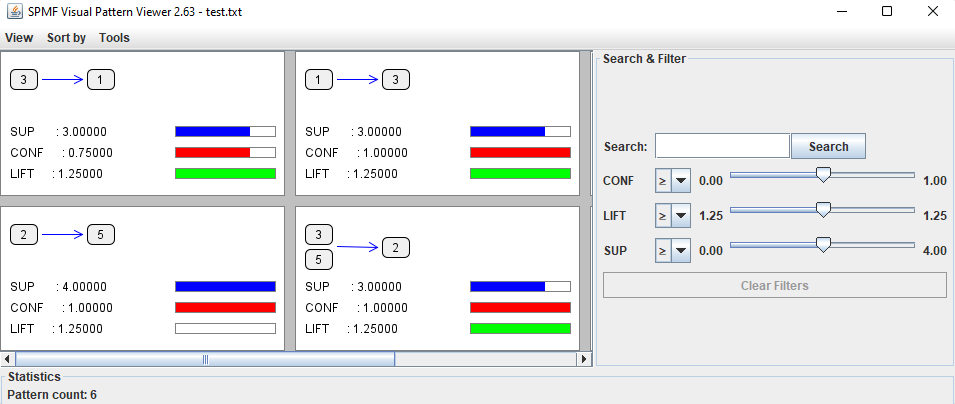 SPMF Visual Pattern Viewer 2.63 - test.txt
View Sort by Tools
3 1
SUP : 3.00000
CONF : 0.75000
LIFT : 1.25000
1 3
SUP : 3.00000
CONF : 1.00000
LIFT : 1.25000
2 5
SUP : 4.00000
CONF : 1.00000
LIFT : 1.25000
3
5
2
SUP : 3.00000
CONF : 1.00000
LIFT : 1.25000
Search & Filter
Search: Search
CONF ≥ 0.00 1.00
LIFT ≥ 1.25 1.25
SUP ≥ 0.00 4.00
Clear Filters
Statistics
Pattern count: 6